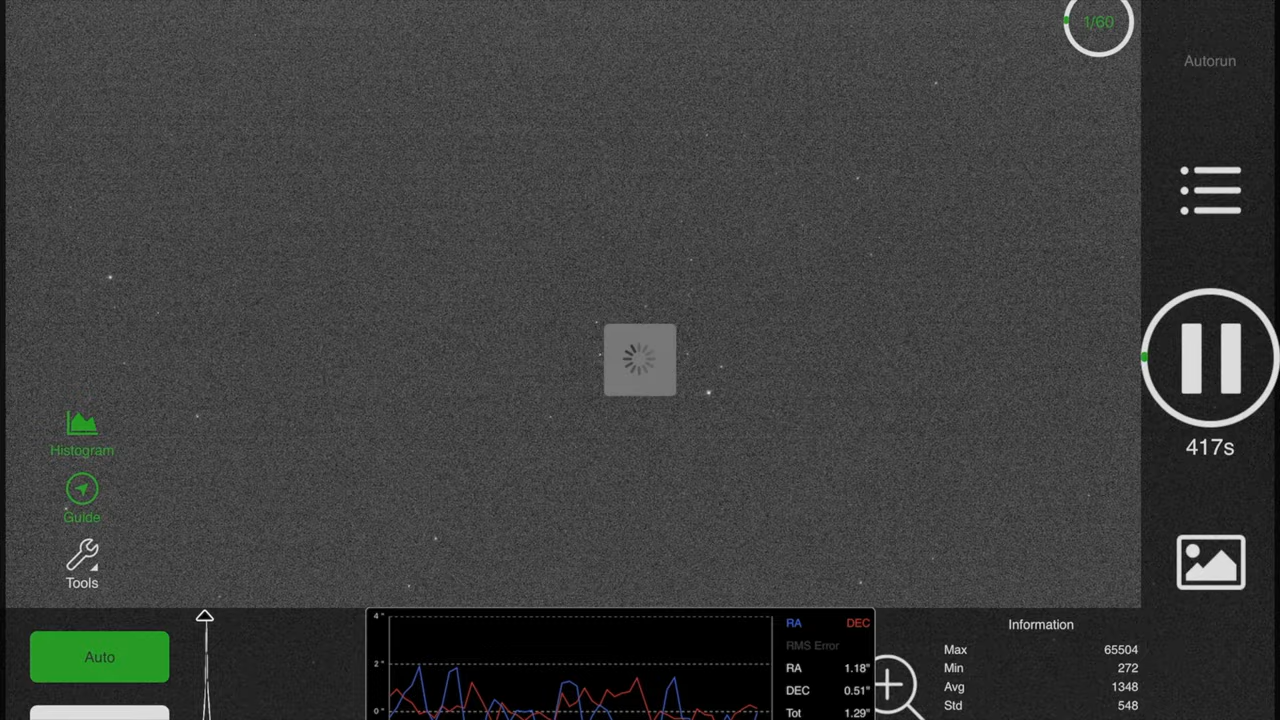 1/60
Autorun
417s
Histogram
Guide
Tools
Auto
4"
2"
0"
RA DEC
RMS Error
RA 1.18"
DEC 0.51"
Tot 1.29"
Information
Max 65504
Min 272
Avg 1348
Std 548